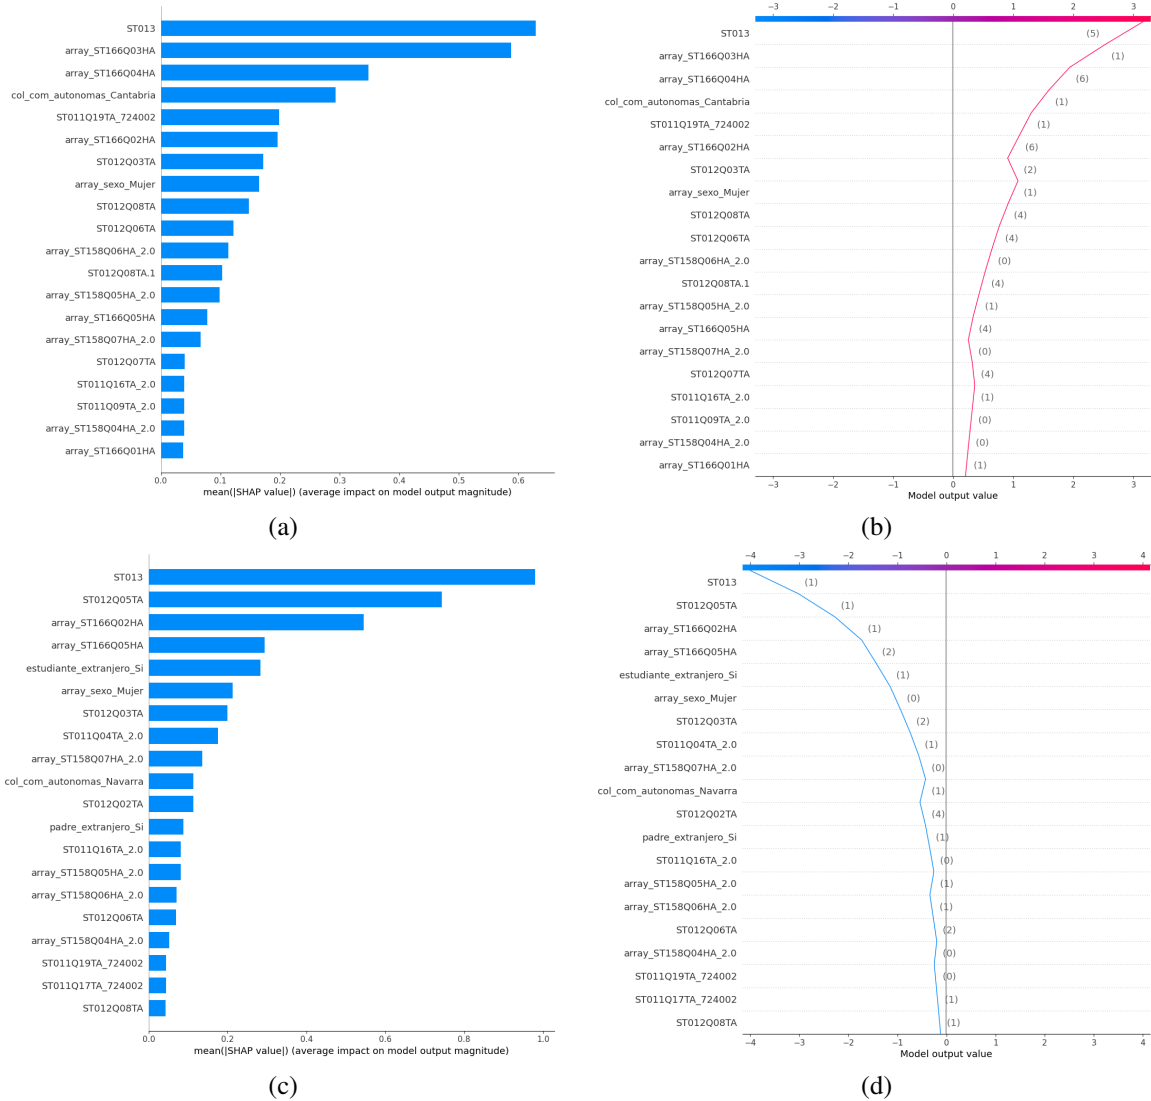 ST013
array_ST166Q03HA
array_ST166Q04HA
col_com_autonomas_Cantabria
ST011Q19TA_724002
array_ST166Q02HA
ST012Q03TA
array_sexo_Mujer
ST012Q08TA
ST012Q06TA
array_ST158Q06HA_2.0
ST012Q08TA.1
array_ST158Q05HA_2.0
array_ST166Q05HA
array_ST158Q07HA_2.0
ST012Q07TA
ST011Q16TA_2.0
ST011Q09TA_2.0
array_ST158Q04HA_2.0
array_ST166Q01HA
0.0 0.1 0.2 0.3 0.4 0.5 0.6
mean(|SHAP value|) (average impact on model output magnitude)
(a)
−3 −2 −1 0 1 2 3
ST013 (5)
array_ST166Q03HA (1)
array_ST166Q04HA (6)
col_com_autonomas_Cantabria (1)
ST011Q19TA_724002 (1)
array_ST166Q02HA (6)
ST012Q03TA (2)
array_sexo_Mujer (1)
ST012Q08TA (4)
ST012Q06TA (4)
array_ST158Q06HA_2.0 (0)
ST012Q08TA.1 (4)
array_ST158Q05HA_2.0 (1)
array_ST166Q05HA (4)
array_ST158Q07HA_2.0 (0)
ST012Q07TA (4)
ST011Q16TA_2.0 (1)
ST011Q09TA_2.0 (0)
array_ST158Q04HA_2.0 (0)
array_ST166Q01HA (1)
−3 −2 −1 0 1 2 3
Model output value
(b)
ST013
ST012Q05TA
array_ST166Q02HA
array_ST166Q05HA
estudiante_extranjero_Si
array_sexo_Mujer
ST012Q03TA
ST011Q04TA_2.0
array_ST158Q07HA_2.0
col_com_autonomas_Navarra
ST012Q02TA
padre_extranjero_Si
ST011Q16TA_2.0
array_ST158Q05HA_2.0
array_ST158Q06HA_2.0
ST012Q06TA
array_ST158Q04HA_2.0
ST011Q19TA_724002
ST011Q17TA_724002
ST012Q08TA
0.0 0.2 0.4 0.6 0.8 1.0
mean(|SHAP value|) (average impact on model output magnitude)
(c)
−4 −3 −2 −1 0 1 2 3 4
ST013 (1)
ST012Q05TA (1)
array_ST166Q02HA (1)
array_ST166Q05HA (2)
estudiante_extranjero_Si (1)
array_sexo_Mujer (0)
ST012Q03TA (2)
ST011Q04TA_2.0 (1)
array_ST158Q07HA_2.0 (0)
col_com_autonomas_Navarra (1)
ST012Q02TA (4)
padre_extranjero_Si (1)
ST011Q16TA_2.0 (0)
array_ST158Q05HA_2.0 (1)
array_ST158Q06HA_2.0 (1)
ST012Q06TA (2)
array_ST158Q04HA_2.0 (0)
ST011Q19TA_724002 (0)
ST011Q17TA_724002 (1)
ST012Q08TA (1)
−4 −3 −2 −1 0 1 2 3 4
Model output value
(d)